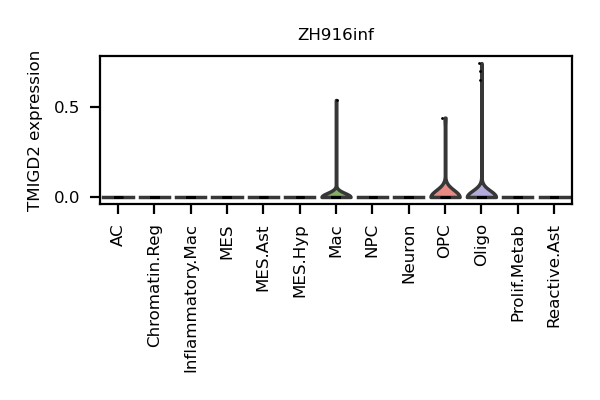 ZH916inf
TMIGD2 expression
0.5
0.0
AC
Chromatin.Reg
Inflammatory.Mac
MES
MES.Ast
MES.Hyp
Mac
NPC
Neuron
OPC
Oligo
Prolif.Metab
Reactive.Ast